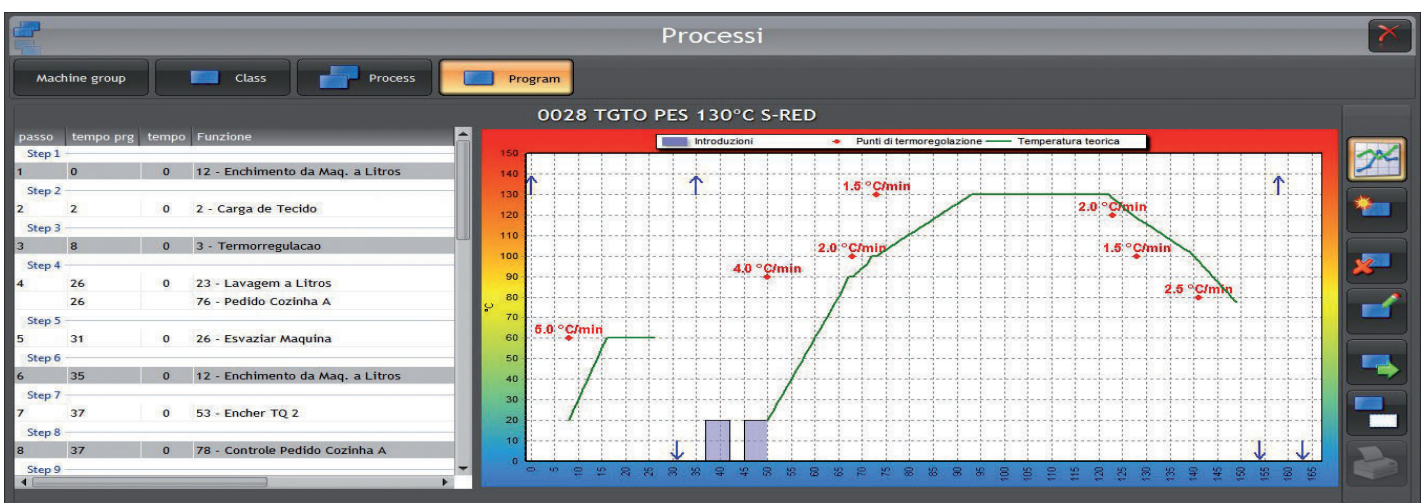 Processi
Machine group Class Process Program
0028 TGTO PES 130°C S-RED
passo tempo prg tempo Funzione
Step 1
1 0 0 12 - Enchimento da Maq. a Litros
Step 2
2 2 0 2 - Carga de Tecido
Step 3
3 8 0 3 - Termorregulacao
Step 4
4 26 0 23 - Lavagem a Litros
26 76 - Pedido Cozinha A
Step 5
5 31 0 26 - Esvaziar Maquina
Step 6
6 35 0 12 - Enchimento da Maq. a Litros
Step 7
7 37 0 53 - Encher TQ 2
Step 8
8 37 0 78 - Controle Pedido Cozinha A
Step 9
Introduzioni Punti di termoregolazione Temperatura teorica
150
140
130
120
110
100
90
80
70
60
50
40
30
20
10
0
°C
5.0 °C/min
4.0 °C/min
2.0 °C/min
1.5 °C/min
2.0 °C/min
1.5 °C/min
2.5 °C/min
0 5 10 15 20 25 30 35 40 45 50 55 60 65 70 75 80 85 90 95 100 105 110 115 120 125 130 135 140 145 150 155 160 165